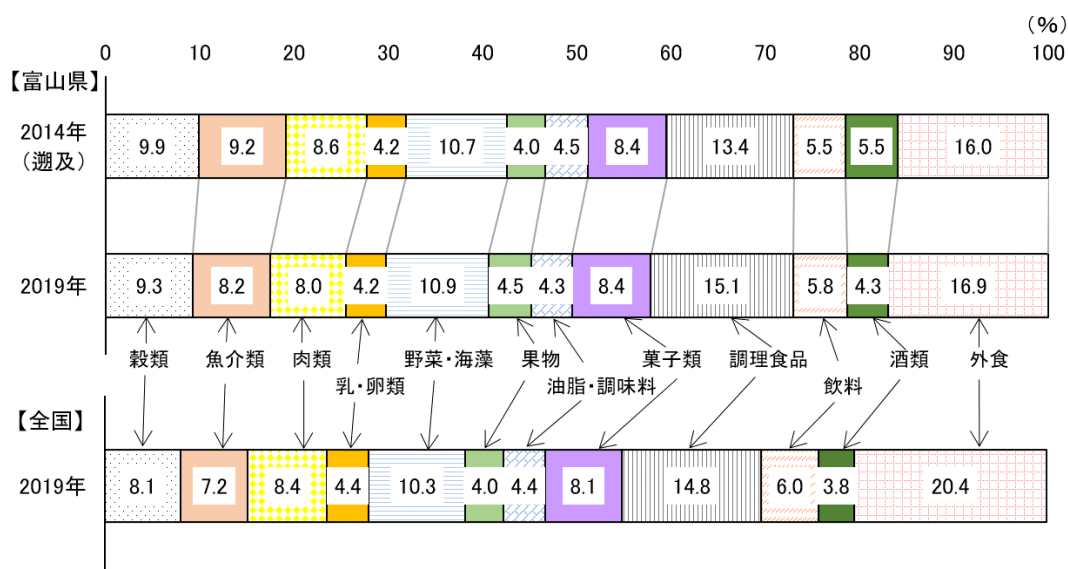 (%)
0 10 20 30 40 50 60 70 80 90 100
【富山県】
2014年
(遡及)
9.9 9.2 8.6 4.2 10.7 4.0 4.5 8.4 13.4 5.5 5.5 16.0
2019年
9.3 8.2 8.0 4.2 10.9 4.5 4.3 8.4 15.1 5.8 4.3 16.9
穀類 魚介類 肉類 野菜・海藻 果物 菓子類 調理食品 酒類 外食
乳・卵類 油脂・調味料 飲料
【全国】
2019年
8.1 7.2 8.4 4.4 10.3 4.0 4.4 8.1 14.8 6.0 3.8 20.4